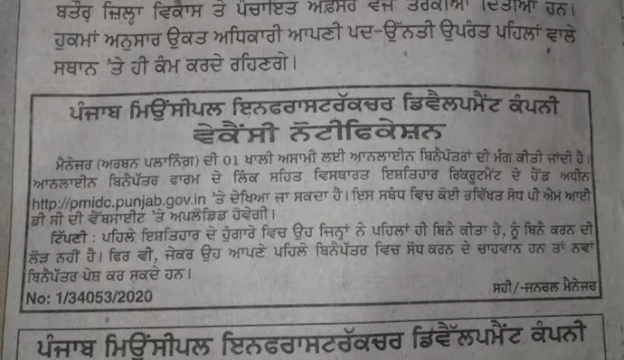 ਬਤੌਰ ਜ਼ਿਲ੍ਹਾ ਵਿਕਾਸ ਤੇ ਪੰਚਾਇਤ ਅਫ਼ਸਰ ਵਜੋਂ ਤਰੱਕੀਆਂ ਦਿੱਤੀਆਂ ਹਨ।
ਹੁਕਮਾਂ ਅਨੁਸਾਰ ਉਕਤ ਅਧਿਕਾਰੀ ਆਪਣੀ ਪਦ-ਉੱਨਤੀ ਉਪਰੰਤ ਪਹਿਲਾਂ ਵਾਲੇ
ਸਥਾਨ 'ਤੇ ਹੀ ਕੰਮ ਕਰਦੇ ਰਹਿਣਗੇ।
ਪੰਜਾਬ ਮਿਉਂਸੀਪਲ ਇਨਫਰਾਸਟਰੱਕਚਰ ਡਿਵੈਲਪਮੈਂਟ ਕੰਪਨੀ
ਵੇਕੈਂਸੀ ਨੋਟੀਫਿਕੇਸ਼ਨ
ਮੈਨੇਜਰ (ਅਰਬਨ ਪਲਾਨਿੰਗ) ਦੀ 01 ਖਾਲੀ ਅਸਾਮੀ ਲਈ ਆਨਲਾਈਨ ਬਿਨੈਪੱਤਰਾਂ ਦੀ ਮੰਗ ਕੀਤੀ ਜਾਂਦੀ ਹੈ।
ਆਨਲਾਈਨ ਬਿਨੈਪੱਤਰ ਫਾਰਮ ਦੇ ਲਿੰਕ ਸਹਿਤ ਵਿਸਥਾਰਤ ਇਸ਼ਤਿਹਾਰ ਰਿਕਰੂਟਮੈਂਟ ਦੇ ਹੈੱਡ ਅਧੀਨ
http://pmidc.punjab.gov.in 'ਤੇ ਦੇਖਿਆ ਜਾ ਸਕਦਾ ਹੈ। ਇਸ ਸਬੰਧ ਵਿਚ ਕੋਈ ਭਵਿੱਖਤ ਸੋਧ ਪੀ ਐਮ ਆਈ
ਡੀ ਸੀ ਦੀ ਵੈੱਬਸਾਈਟ 'ਤੇ ਅਪਲੋਡਿਡ ਹੋਵੇਗੀ।
ਟਿੱਪਣੀ : ਪਹਿਲੇ ਇਸ਼ਤਿਹਾਰ ਦੇ ਹੁੰਗਾਰੇ ਵਿਚ ਉਹ ਜਿਨ੍ਹਾਂ ਨੇ ਪਹਿਲਾਂ ਹੀ ਬਿਨੈ ਕੀਤਾ ਹੈ, ਨੂੰ ਬਿਨੈ ਕਰਨ ਦੀ
ਲੋੜ ਨਹੀਂ ਹੈ। ਫਿਰ ਵੀ, ਜੇਕਰ ਉਹ ਆਪਣੇ ਪਹਿਲੇ ਬਿਨੈਪੱਤਰ ਵਿਚ ਸੋਧ ਕਰਨ ਦੇ ਚਾਹਵਾਨ ਹਨ ਤਾਂ ਨਵਾਂ
ਬਿਨੈਪੱਤਰ ਪੇਸ਼ ਕਰ ਸਕਦੇ ਹਨ।
No: 1/34053/2020
ਸਹੀ/-ਜਨਰਲ ਮੈਨੇਜਰ
ਪੰਜਾਬ ਮਿਉਂਸੀਪਲ ਇਨਫਰਾਸਟਰੱਕਚਰ ਡਿਵੈੱਲਪਮੈਂਟ ਕੰਪਨੀ